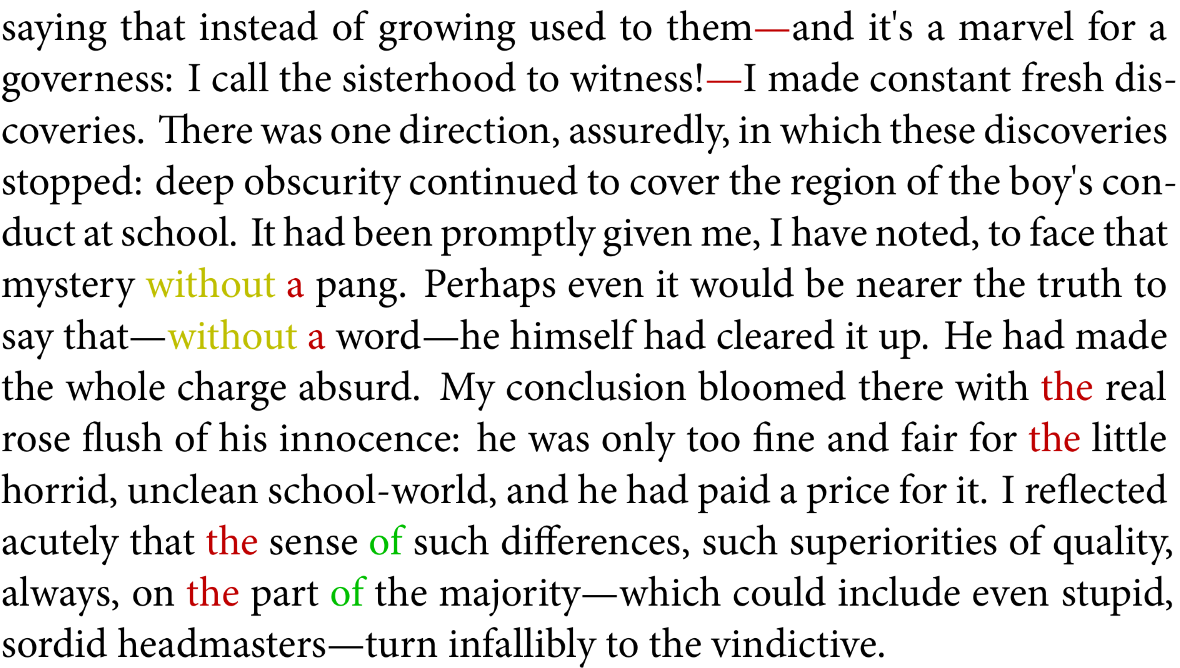 saying that instead of growing used to them—and it's a marvel for a
governess: I call the sisterhood to witness!—I made constant fresh dis-
coveries. There was one direction, assuredly, in which these discoveries
stopped: deep obscurity continued to cover the region of the boy's con-
duct at school. It had been promptly given me, I have noted, to face that
mystery without a pang. Perhaps even it would be nearer the truth to
say that—without a word—he himself had cleared it up. He had made
the whole charge absurd. My conclusion bloomed there with the real
rose flush of his innocence: he was only too fine and fair for the little
horrid, unclean school-world, and he had paid a price for it. I reflected
acutely that the sense of such differences, such superiorities of quality,
always, on the part of the majority—which could include even stupid,
sordid headmasters—turn infallibly to the vindictive.